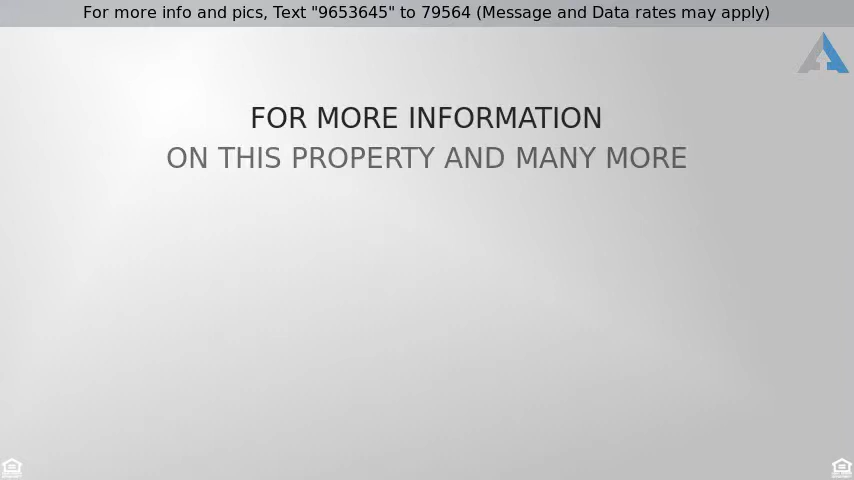 For more info and pics, Text "9653645" to 79564 (Message and Data rates may apply)
FOR MORE INFORMATION
ON THIS PROPERTY AND MANY MORE